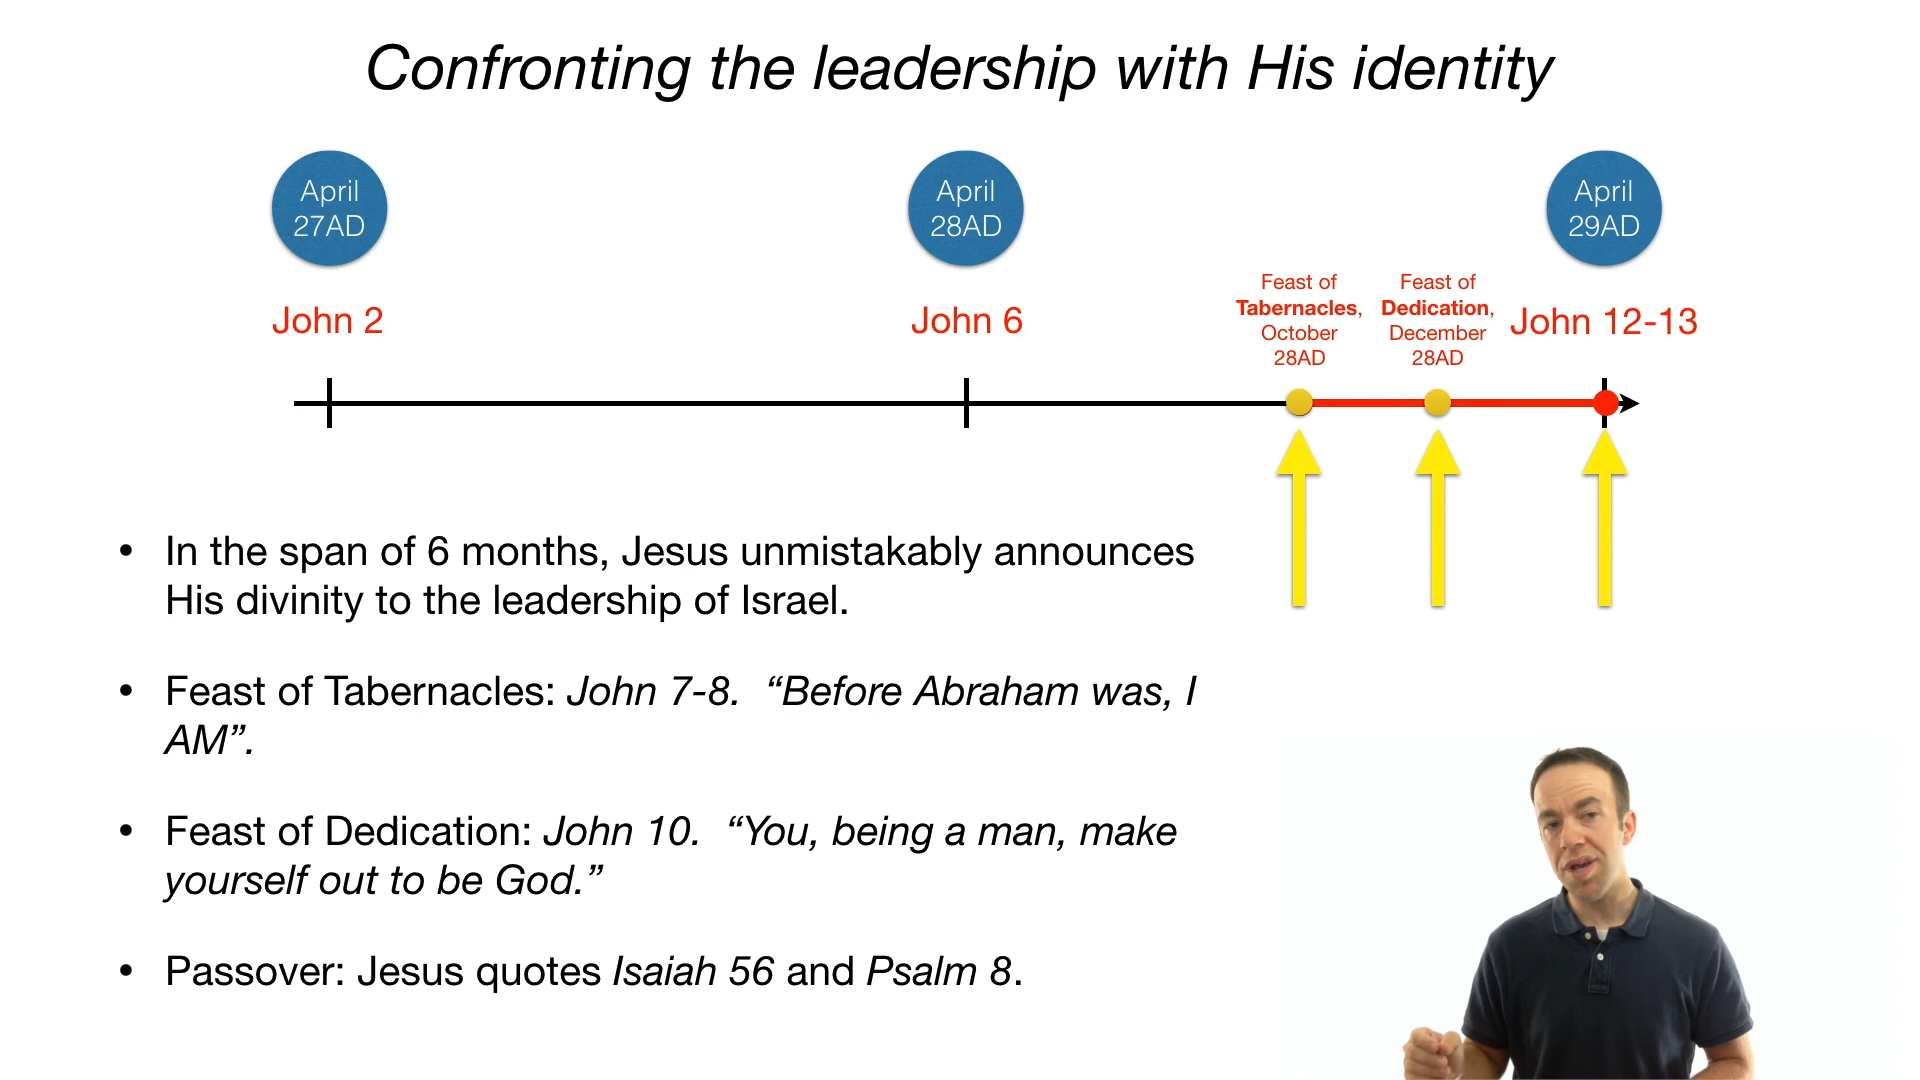 Confronting the leadership with His identity
April
27AD
April
28AD
April
29AD
John 2
John 6
Feast of
Tabernacles,
October
28AD
Feast of
Dedication,
December
28AD
John 12-13
• In the span of 6 months, Jesus unmistakably announces
His divinity to the leadership of Israel.
• Feast of Tabernacles: John 7-8. “Before Abraham was, I
AM”.
• Feast of Dedication: John 10. “You, being a man, make
yourself out to be God.”
• Passover: Jesus quotes Isaiah 56 and Psalm 8.